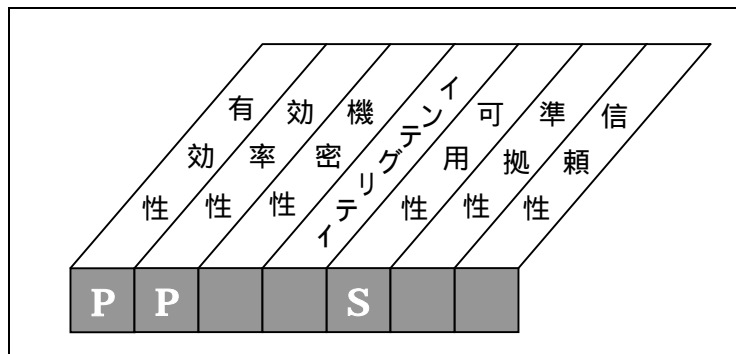 有効性
効率性
機密性
インテグリティ
可用性
準拠性
信頼性
P P S